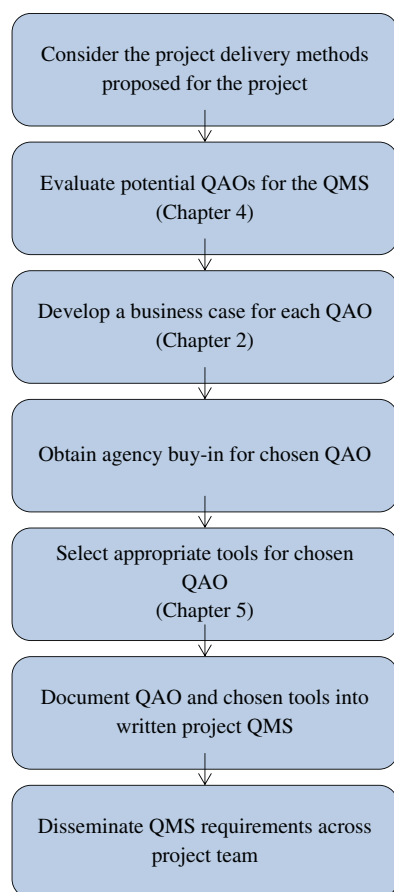 Consider the project delivery methods
proposed for the project
Evaluate potential QAOs for the QMS
(Chapter 4)
Develop a business case for each QAO
(Chapter 2)
Obtain agency buy-in for chosen QAO
Select appropriate tools for chosen
QAO
(Chapter 5)
Document QAO and chosen tools into
written project QMS
Disseminate QMS requirements across
project team